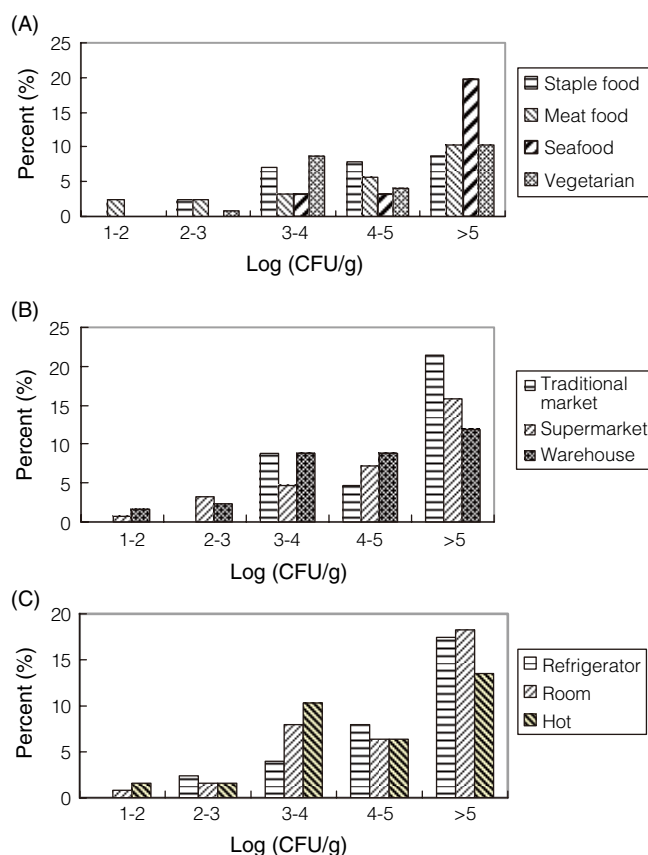 (A)
25
20
15
10
5
0
Percent (%)
1-2 2-3 3-4 4-5 >5
Log (CFU/g)
Staple food
Meat food
Seafood
Vegetarian
(B)
25
20
15
10
5
0
Percent (%)
1-2 2-3 3-4 4-5 >5
Log (CFU/g)
Traditional
market
Supermarket
Warehouse
(C)
20
15
10
5
0
Percent (%)
1-2 2-3 3-4 4-5 >5
Log (CFU/g)
Refrigerator
Room
Hot